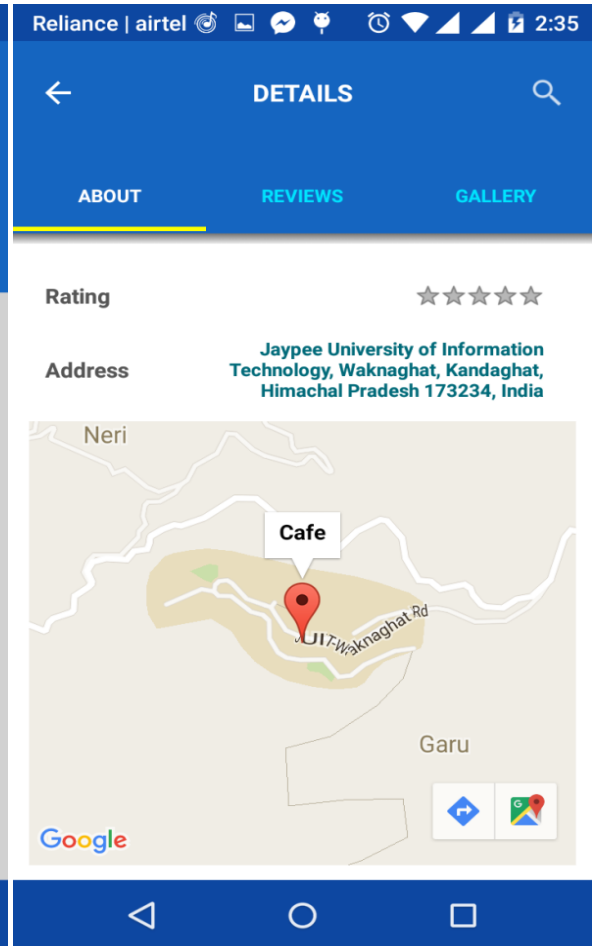 Reliance | airtel 2:35
DETAILS
ABOUT REVIEWS GALLERY
Rating
Address
Jaypee University of Information
Technology, Waknaghat, Kandaghat,
Himachal Pradesh 173234, India
Neri
Cafe
JUIT-Waknaghat Rd
Garu
Google